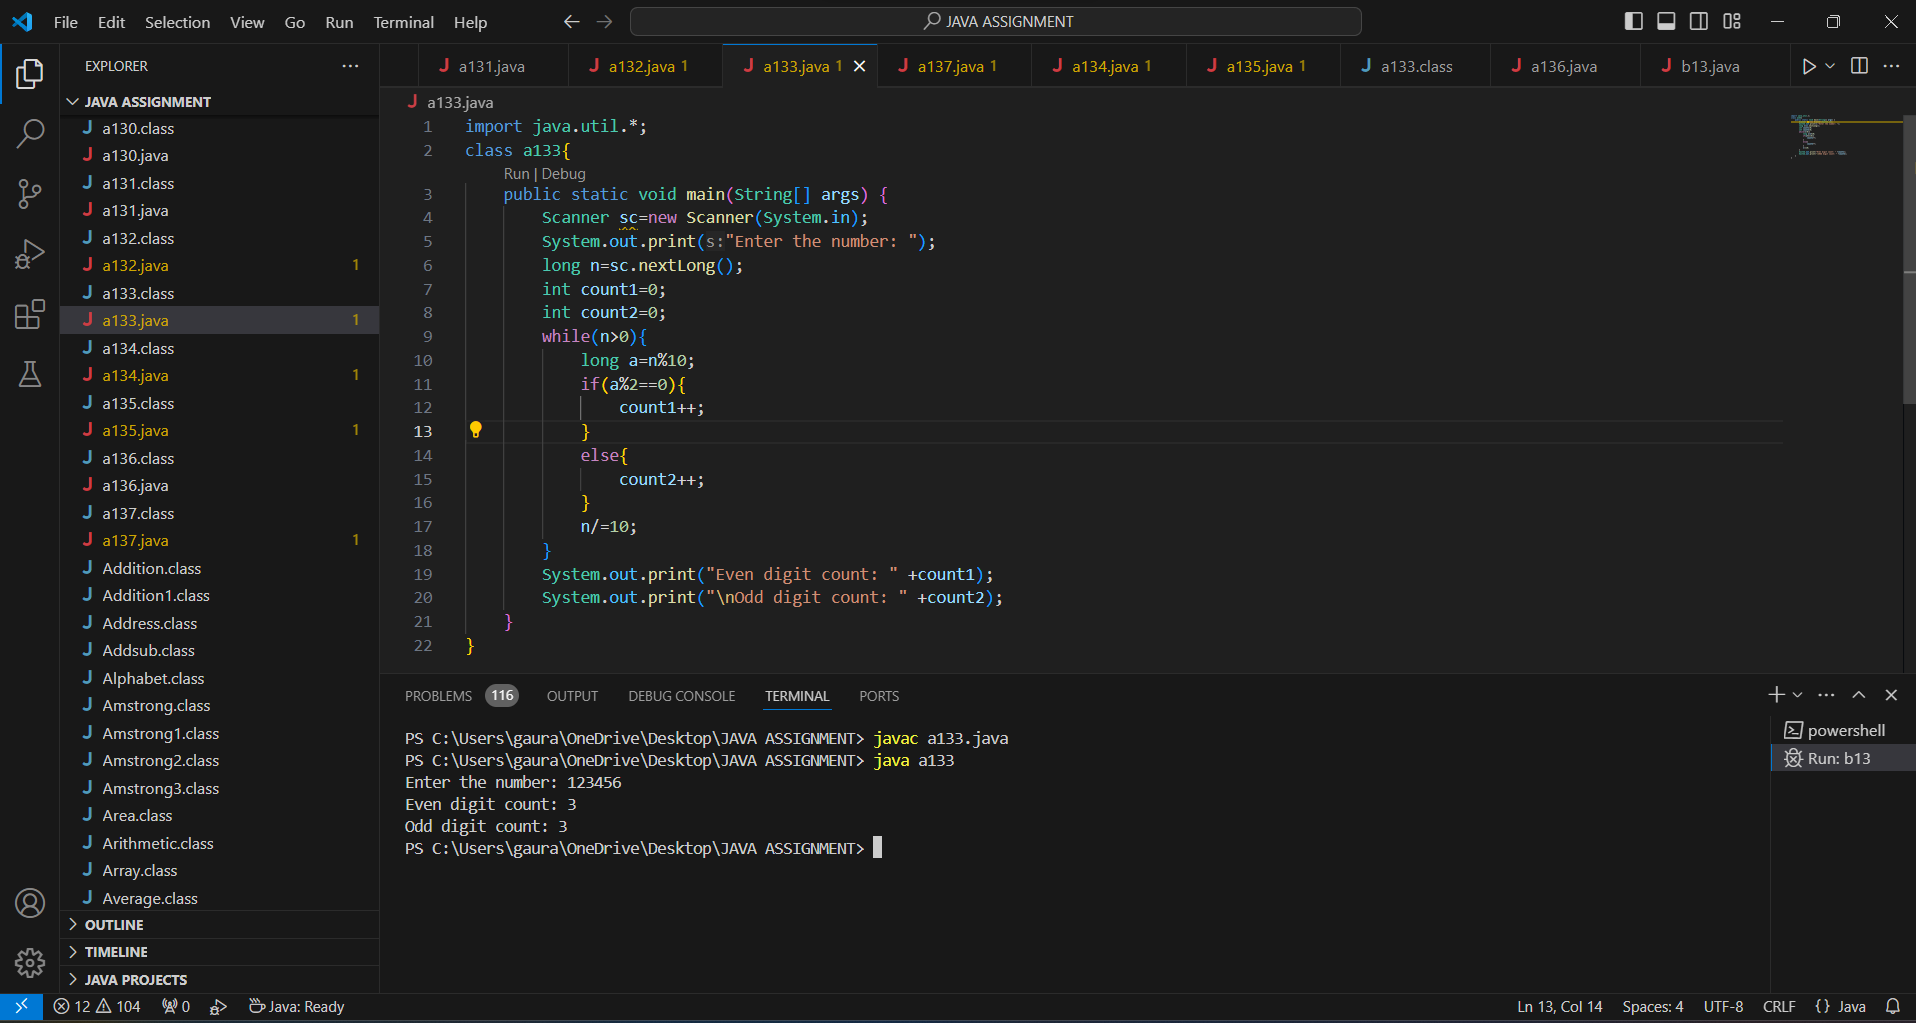 File Edit Selection View Go Run Terminal Help
JAVA ASSIGNMENT
EXPLORER
JAVA ASSIGNMENT
a130.class
a130.java
a131.class
a131.java
a132.class
a132.java 1
a133.class
a133.java 1
a134.class
a134.java 1
a135.class
a135.java 1
a136.class
a136.java
a137.class
a137.java 1
Addition.class
Addition1.class
Address.class
Addsub.class
Alphabet.class
Amstrong.class
Amstrong1.class
Amstrong2.class
Amstrong3.class
Area.class
Arithmetic.class
Array.class
Average.class
OUTLINE
TIMELINE
JAVA PROJECTS
a131.java a132.java 1 a133.java 1 a137.java 1 a134.java 1 a135.java 1 a133.class a136.java b13.java
a133.java
1 import java.util.*;
2 class a133{
Run | Debug
3 public static void main(String[] args) {
4 Scanner sc=new Scanner(System.in);
5 System.out.print(s:"Enter the number: ");
6 long n=sc.nextLong();
7 int count1=0;
8 int count2=0;
9 while(n>0){
10 long a=n%10;
11 if(a%2==0){
12 count1++;
13 }
14 else{
15 count2++;
16 }
17 n/=10;
18 }
19 System.out.print("Even digit count: " +count1);
20 System.out.print("\nOdd digit count: " +count2);
21 }
22 }
PROBLEMS 116 OUTPUT DEBUG CONSOLE TERMINAL PORTS
PS C:\Users\gaura\OneDrive\Desktop\JAVA ASSIGNMENT> javac a133.java
PS C:\Users\gaura\OneDrive\Desktop\JAVA ASSIGNMENT> java a133
Enter the number: 123456
Even digit count: 3
Odd digit count: 3
PS C:\Users\gaura\OneDrive\Desktop\JAVA ASSIGNMENT>
powershell
Run: b13
12 104 0 Java: Ready
Ln 13, Col 14 Spaces: 4 UTF-8 CRLF {} Java